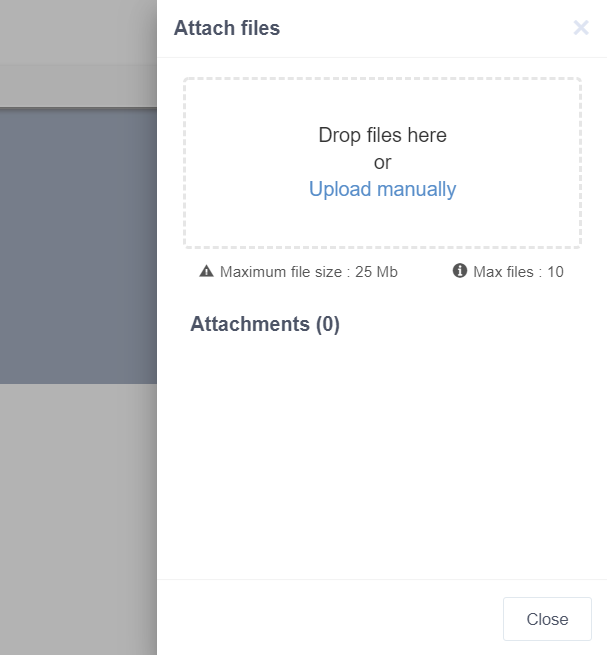 Attach files
Drop files here
or
Upload manually
Maximum file size : 25 Mb
Max files : 10
Attachments (0)
Close